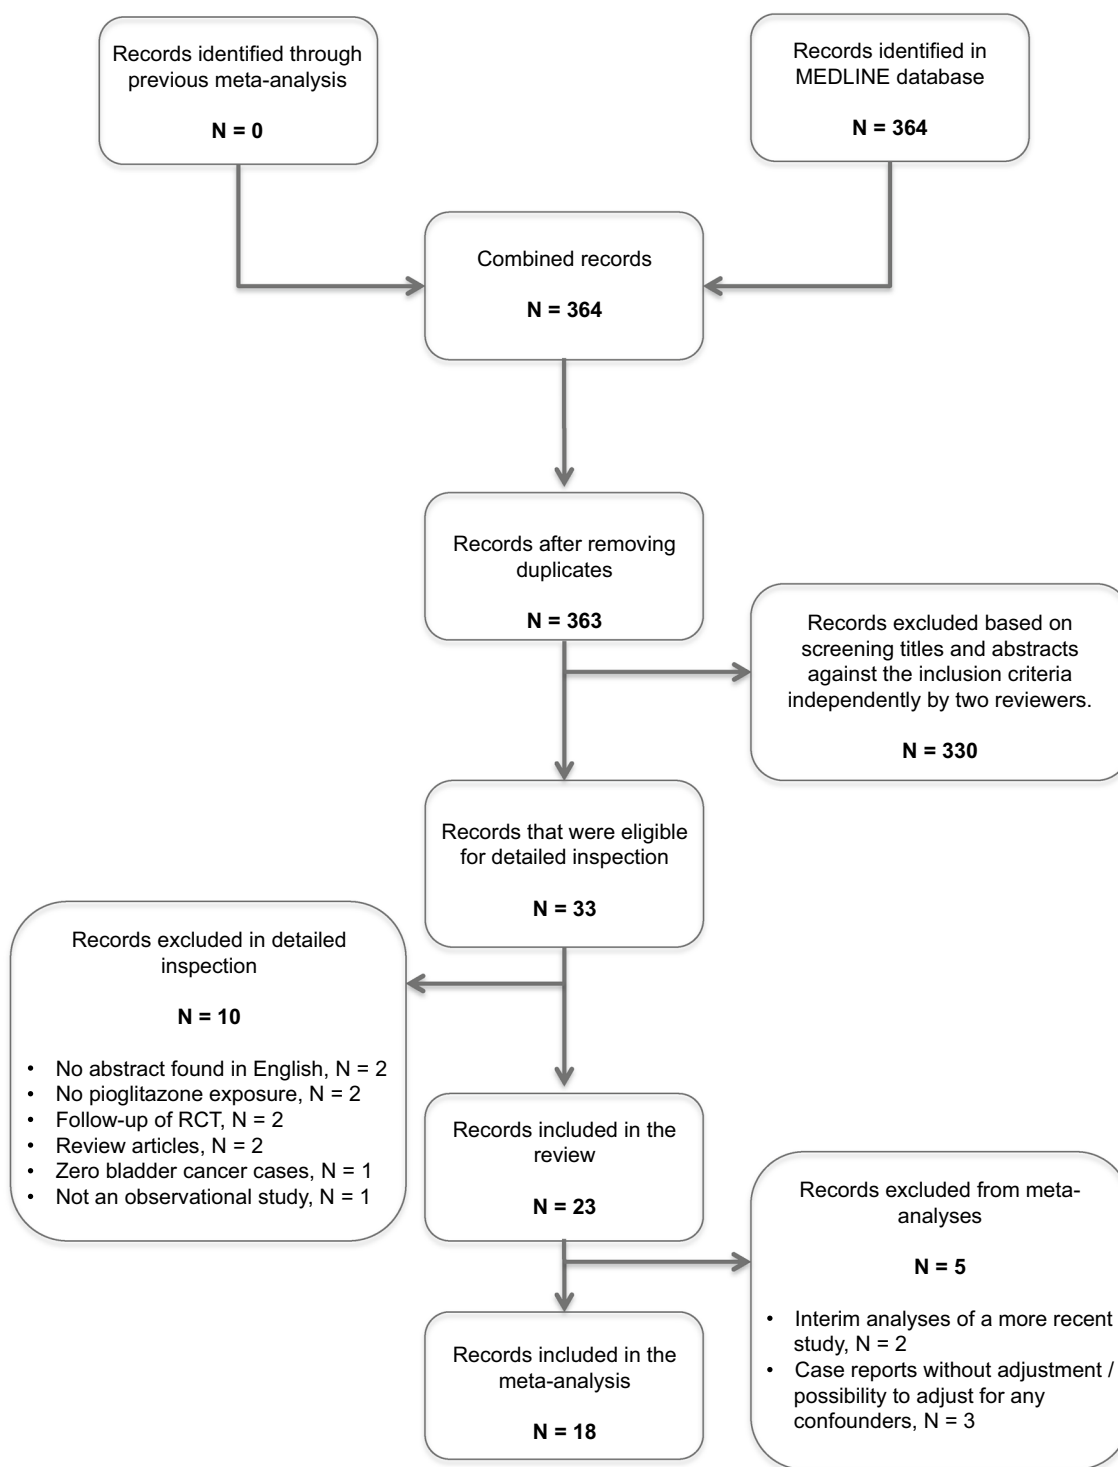 Records identified through
previous meta-analysis
N = 0
Records identified in
MEDLINE database
N = 364
Combined records
N = 364
Records after removing
duplicates
N = 363
Records excluded based on
screening titles and abstracts
against the inclusion criteria
independently by two reviewers.
N = 330
Records that were eligible
for detailed inspection
N = 33
Records excluded in detailed
inspection
N = 10
• No abstract found in English, N = 2
• No pioglitazone exposure, N = 2
• Follow-up of RCT, N = 2
• Review articles, N = 2
• Zero bladder cancer cases, N = 1
• Not an observational study, N = 1
Records included in the
review
N = 23
Records excluded from meta-
analyses
N = 5
• Interim analyses of a more recent
study, N = 2
• Case reports without adjustment /
possibility to adjust for any
confounders, N = 3
Records included in the
meta-analysis
N = 18